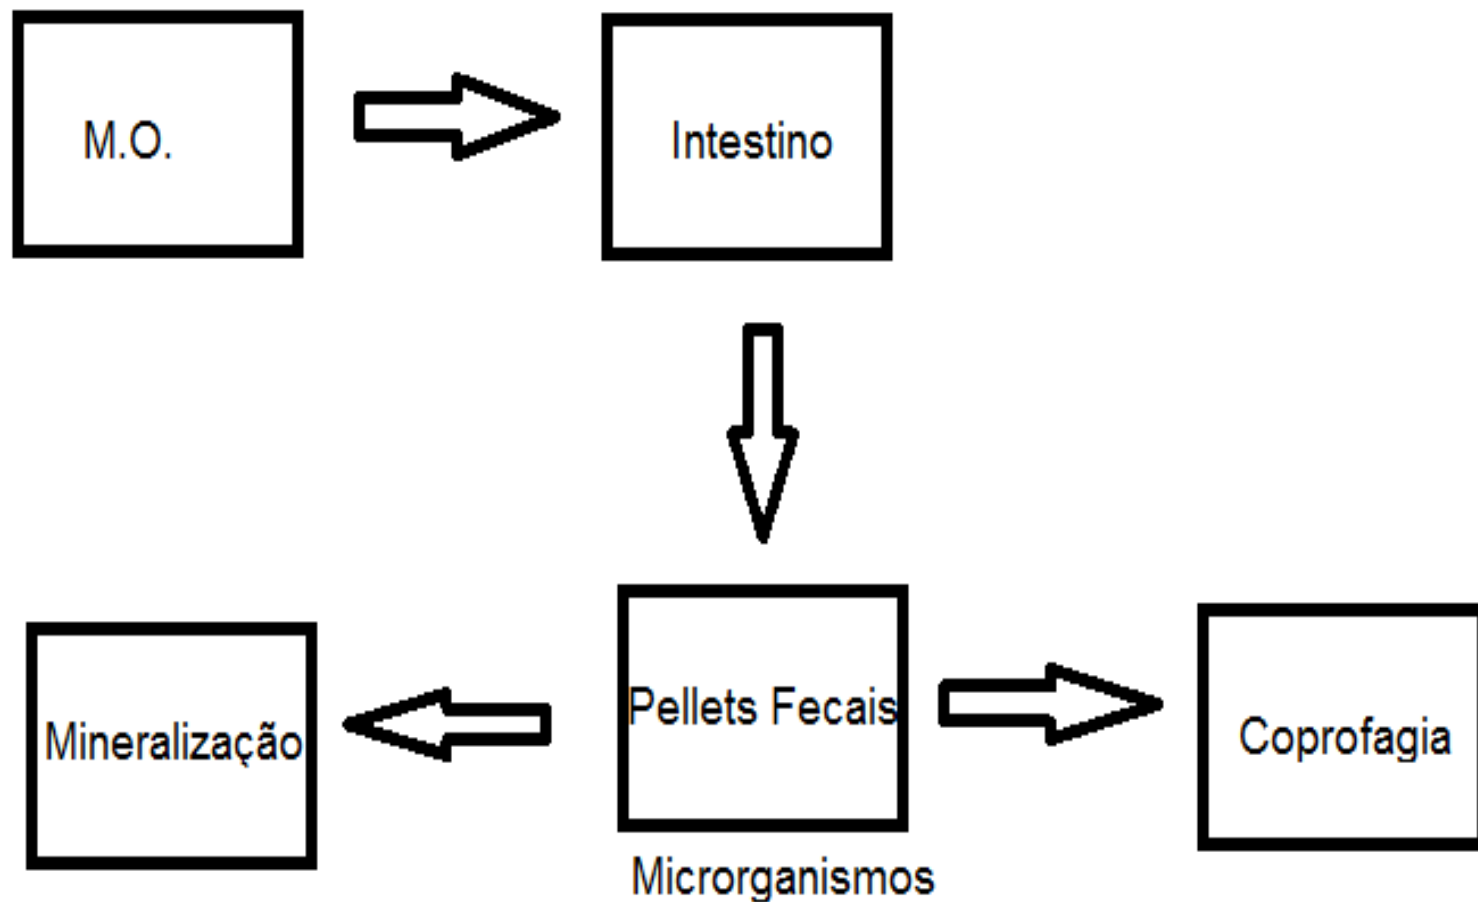 M.O.
Intestino
Mineralização
Pellets Fecais
Coprofagia
Microrganismos